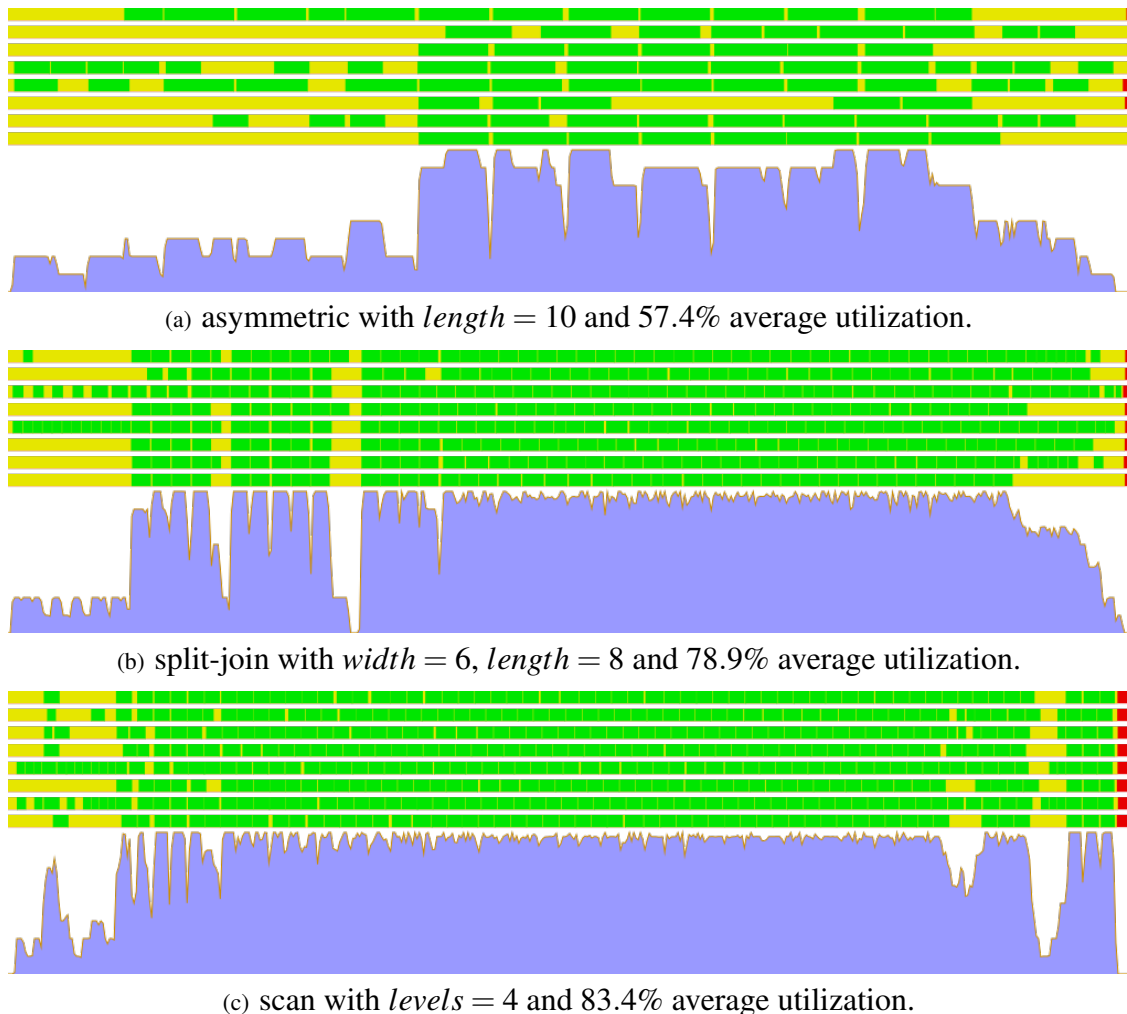 (a) asymmetric with length = 10 and 57.4% average utilization.
(b) split-join with width = 6, length = 8 and 78.9% average utilization.
(c) scan with levels = 4 and 83.4% average utilization.